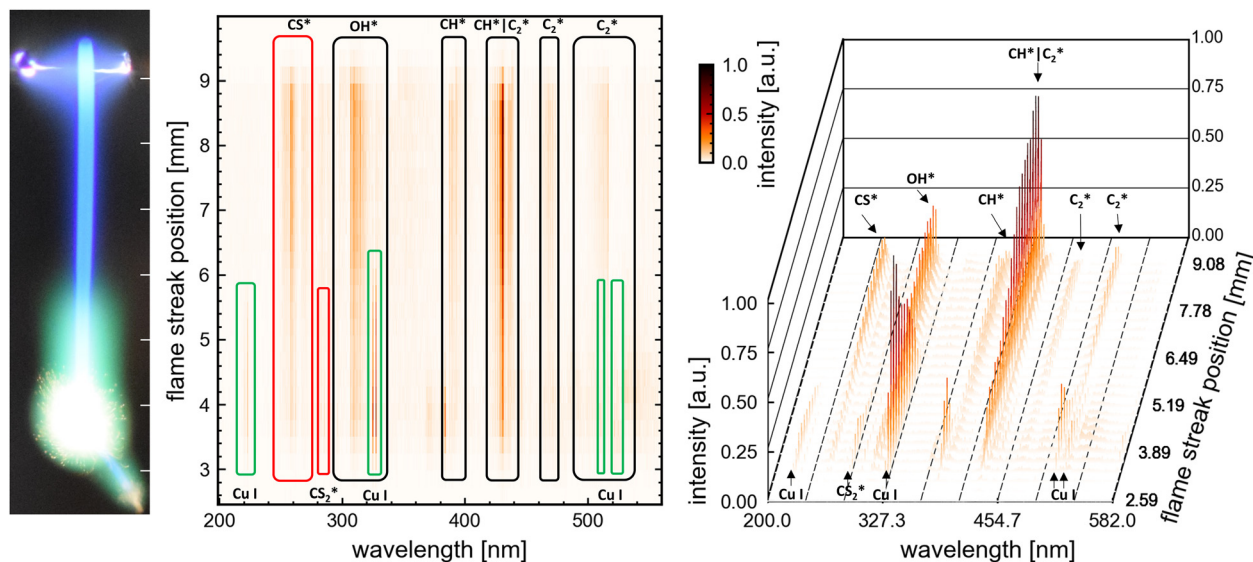 CS*
OH*
CH*
CH*|C₂*
C₂*
C₂*
flame streak position [mm]
9
8
7
6
5
4
3
Cu I
CS₂*
Cu I
Cu I
200
300
400
500
wavelength [nm]
1.0
0.5
0.0
intensity [a.u.]
CH*|C₂*
1.00
0.75
0.50
0.25
0.00
CS*
OH*
CH*
C₂*
C₂*
intensity [a.u.]
1.00
0.75
0.50
0.25
0.00
Cu I
CS₂*
Cu I
Cu I
200.0
327.3
454.7
582.0
wavelength [nm]
9.08
7.78
6.49
5.19
3.89
2.59
flame streak position [mm]